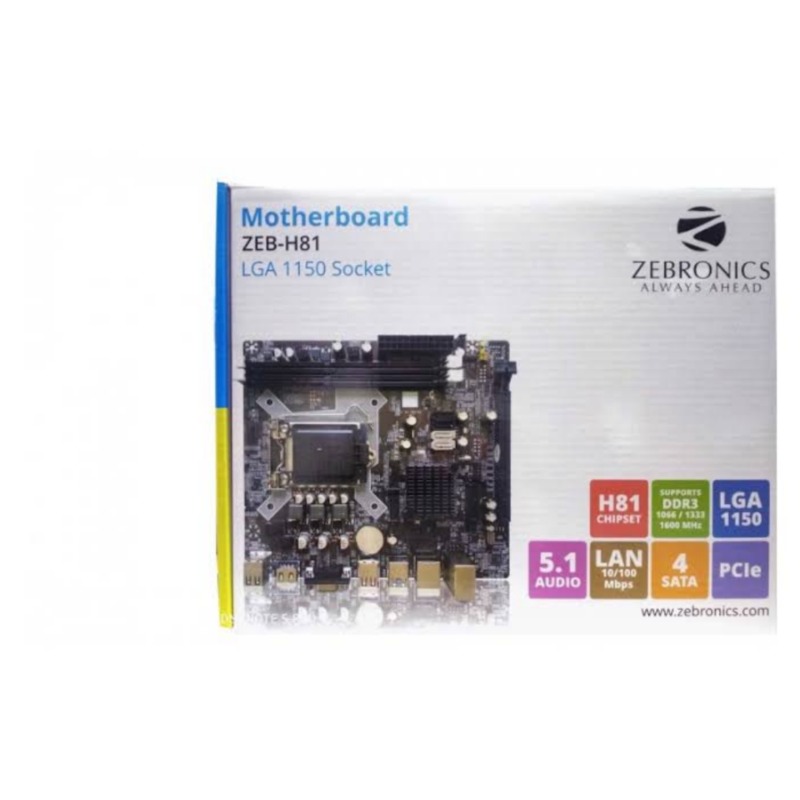 Motherboard
ZEB-H81
LGA 1150 Socket
ZEBRONICS
ALWAYS AHEAD
H81
CHIPSET
SUPPORTS
DDR3
1066 / 1333
1600 MHz
LGA
1150
5.1
AUDIO
LAN
10/100
Mbps
4
SATA
PCIe
www.zebronics.com